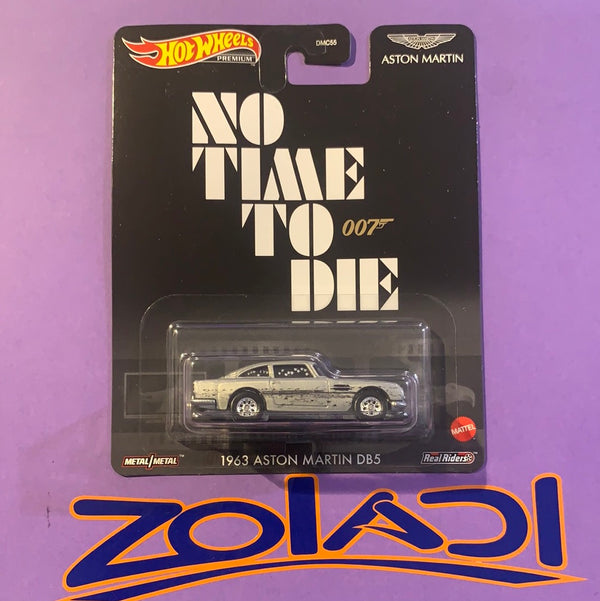 HOT WHEELS
PREMIUM
DMC55
ASTON MARTIN
NO
TIME
TO
007
DIE
MATTEL
METAL/METAL™
1963 ASTON MARTIN DB5
Real Riders
ZOIADI